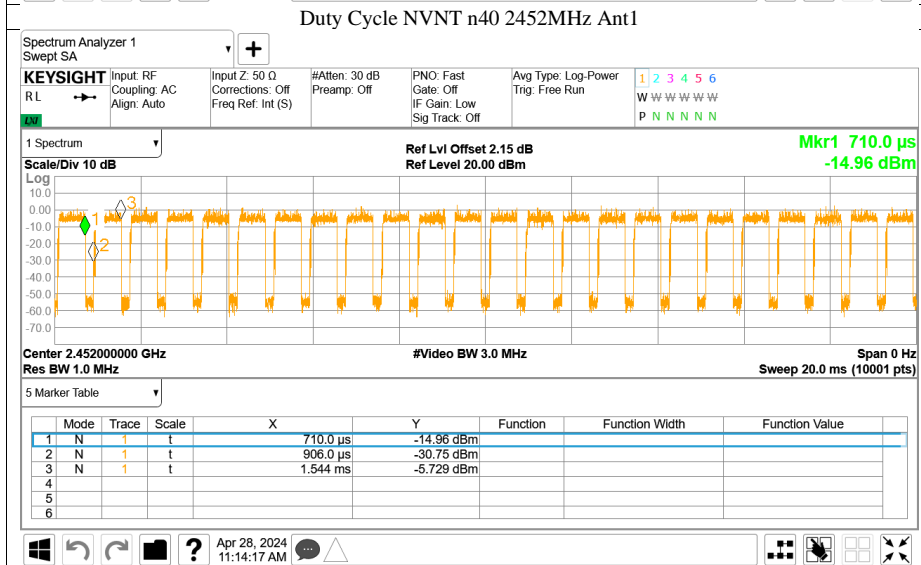 Duty Cycle NVNT n40 2452MHz Ant1
Spectrum Analyzer 1
Swept SA
+
KEYSIGHT Input: RF Input Z: 50 Ω #Atten: 30 dB PNO: Fast Avg Type: Log-Power 1 2 3 4 5 6
R L Coupling: AC Corrections: Off Preamp: Off Gate: Off Trig: Free Run W W W W W W
Align: Auto Freq Ref: Int (S) IF Gain: Low P N N N N N
LXI Sig Track: Off
1 Spectrum Ref Lvl Offset 2.15 dB Mkr1 710.0 µs
Scale/Div 10 dB Ref Level 20.00 dBm -14.96 dBm
Log
10.0
3
0.00
1
-10.0
-20.0
2
-30.0
-40.0
-50.0
-60.0
-70.0
Center 2.452000000 GHz #Video BW 3.0 MHz Span 0 Hz
Res BW 1.0 MHz Sweep 20.0 ms (10001 pts)
5 Marker Table
Mode Trace Scale X Y Function Function Width Function Value
1 N 1 t 710.0 µs -14.96 dBm
2 N 1 t 906.0 µs -30.75 dBm
3 N 1 t 1.544 ms -5.729 dBm
4
5
6
? Apr 28, 2024
11:14:17 AM